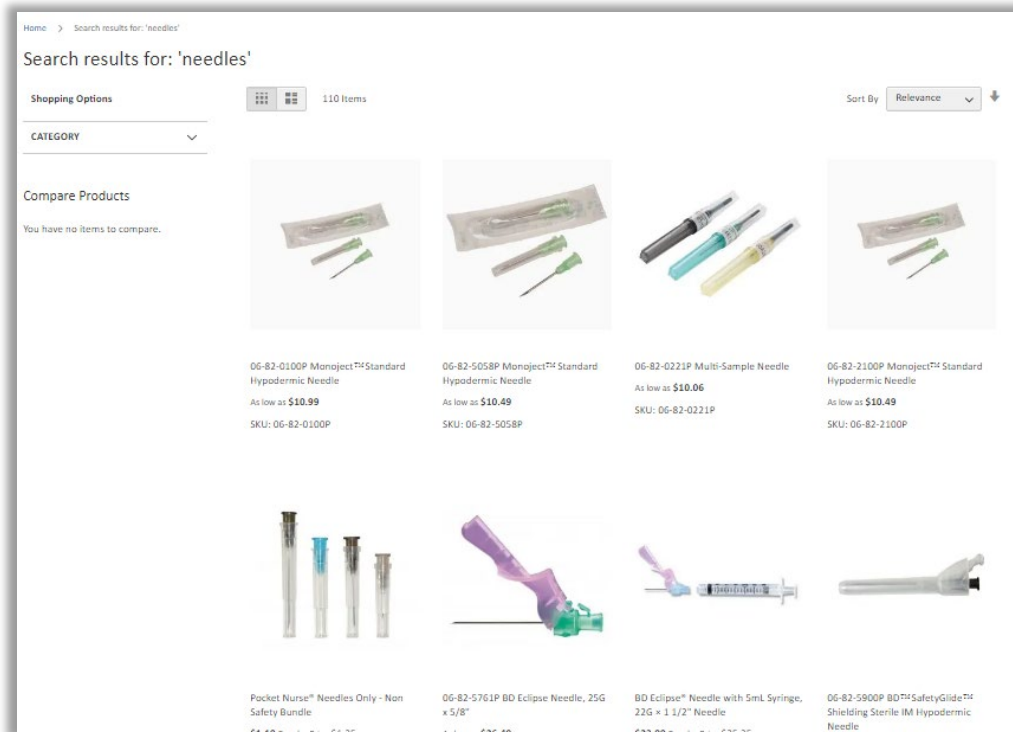 Home > Search results for: 'needles'
Search results for: 'needles'
Shopping Options
110 Items
Sort By Relevance
CATEGORY
Compare Products
You have no items to compare.
06-82-0100P Monoject™ Standard
Hypodermic Needle
As low as $10.99
SKU: 06-82-0100P
06-82-5058P Monoject™ Standard
Hypodermic Needle
As low as $10.49
SKU: 06-82-5058P
06-82-0221P Multi-Sample Needle
As low as $10.06
SKU: 06-82-0221P
06-82-2100P Monoject™ Standard
Hypodermic Needle
As low as $10.49
SKU: 06-82-2100P
Pocket Nurse® Needles Only - Non
Safety Bundle
06-82-5761P BD Eclipse Needle, 25G
x 5/8"
BD Eclipse® Needle with 5mL Syringe,
22G × 1 1/2" Needle
06-82-5900P BD™ SafetyGlide™
Shielding Sterile IM Hypodermic
Needle